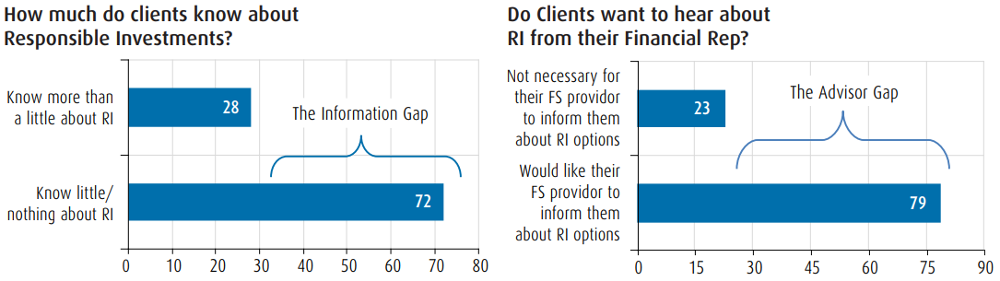 How much do clients know about
Responsible Investments?
Know more than
a little about RI
28
The Information Gap
Know little/
nothing about RI
72
0 10 20 30 40 50 60 70 80
Do Clients want to hear about
RI from their Financial Rep?
Not necessary for
their FS providor
to inform them
about RI options
23
The Advisor Gap
Would like their
FS providor to
inform them
about RI options
79
0 15 30 45 60 75 90